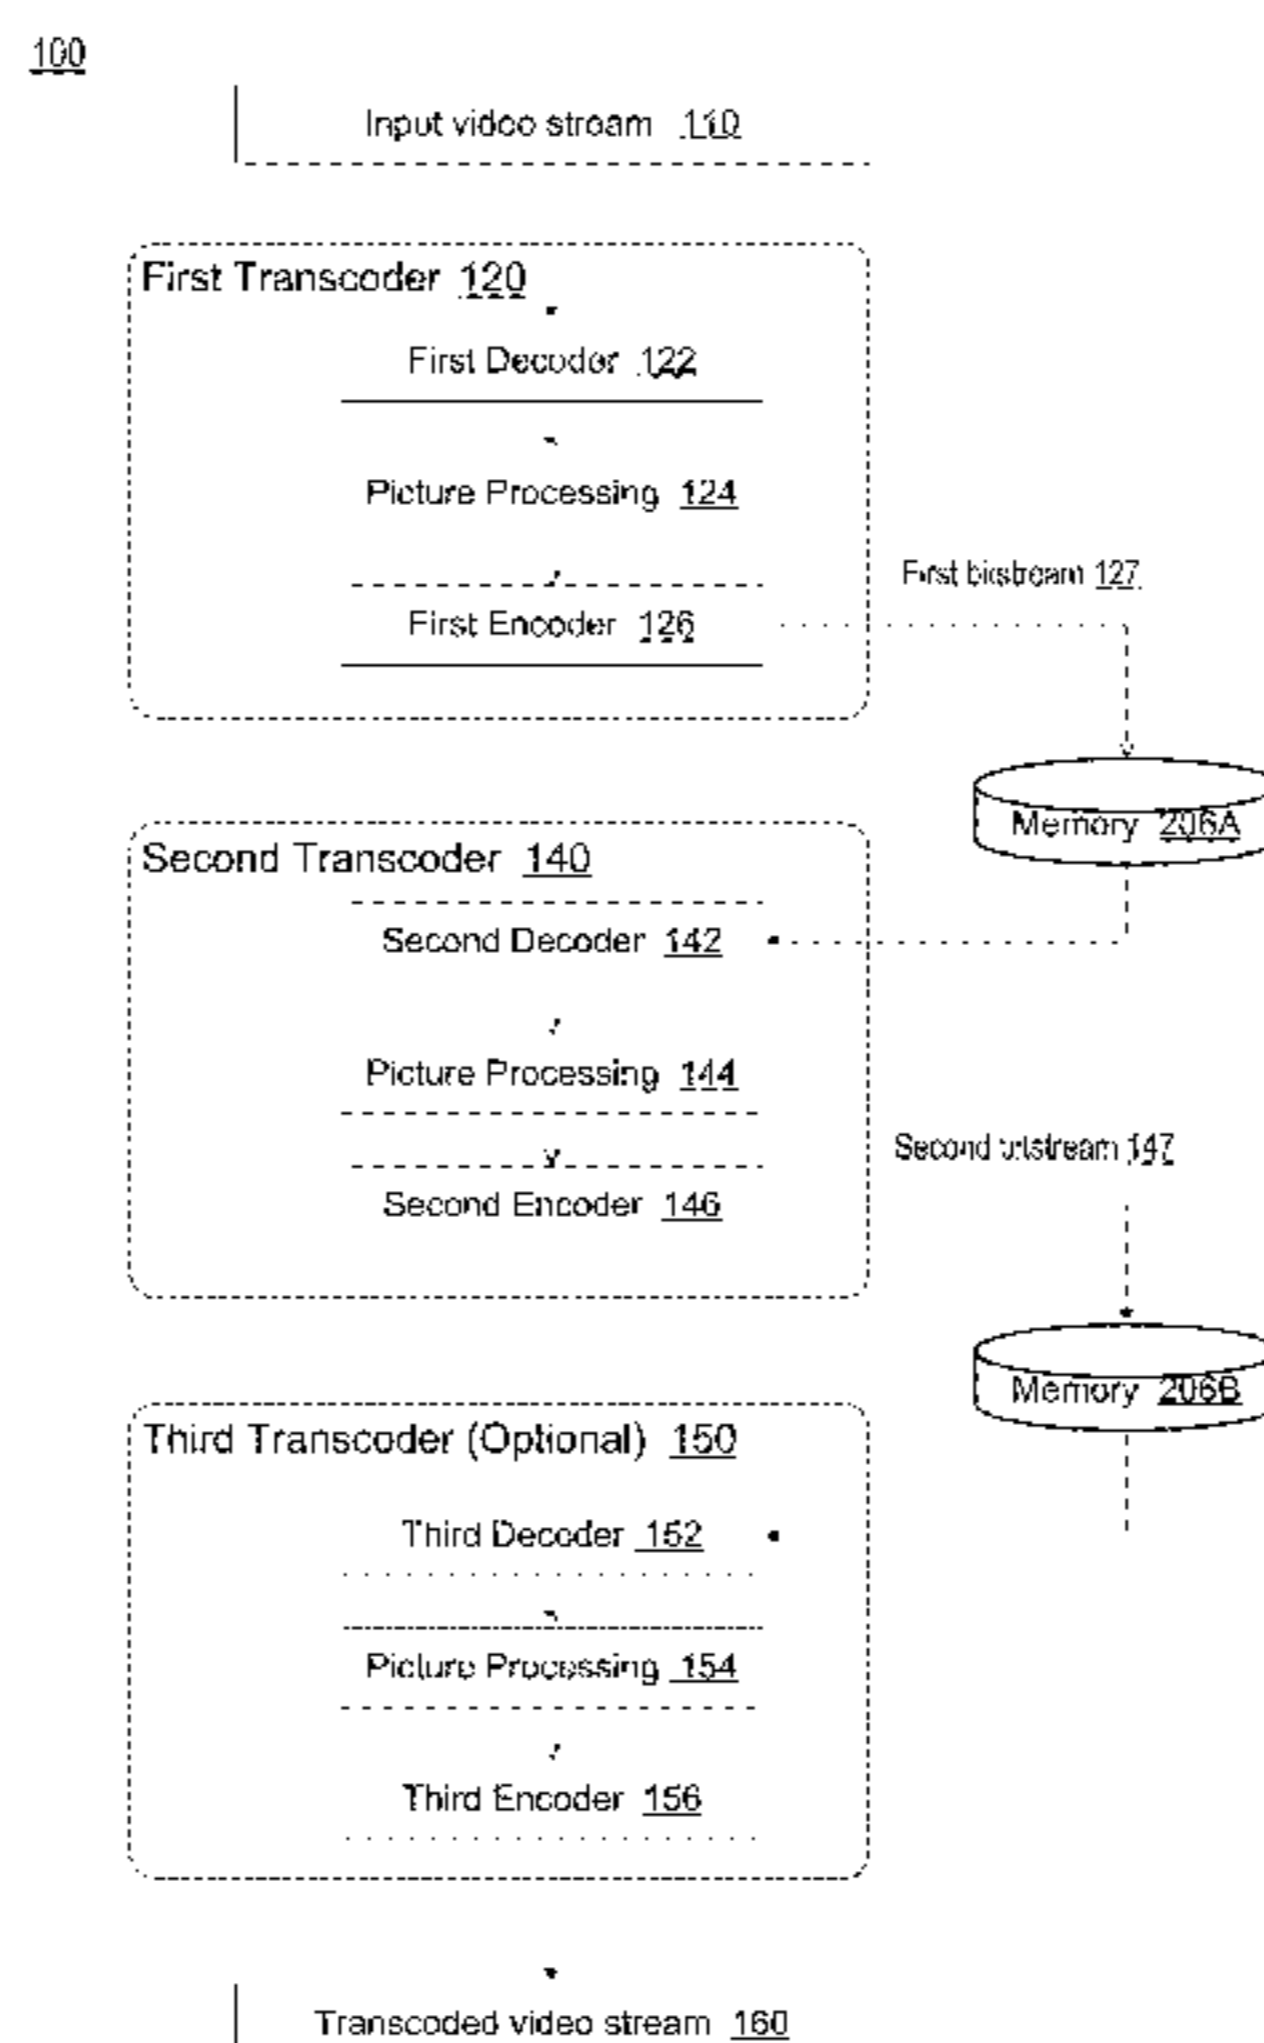 100
Input video stream 110
First Transcoder 120
First Decoder 122
Picture Processing 124
First bitstream 127
First Encoder 126
Memory 206A
Second Transcoder 140
Second Decoder 142
Picture Processing 144
Second bitstream 147
Second Encoder 146
Memory 206B
Third Transcoder (Optional) 150
Third Decoder 152
Picture Processing 154
Third Encoder 156
Transcoded video stream 160